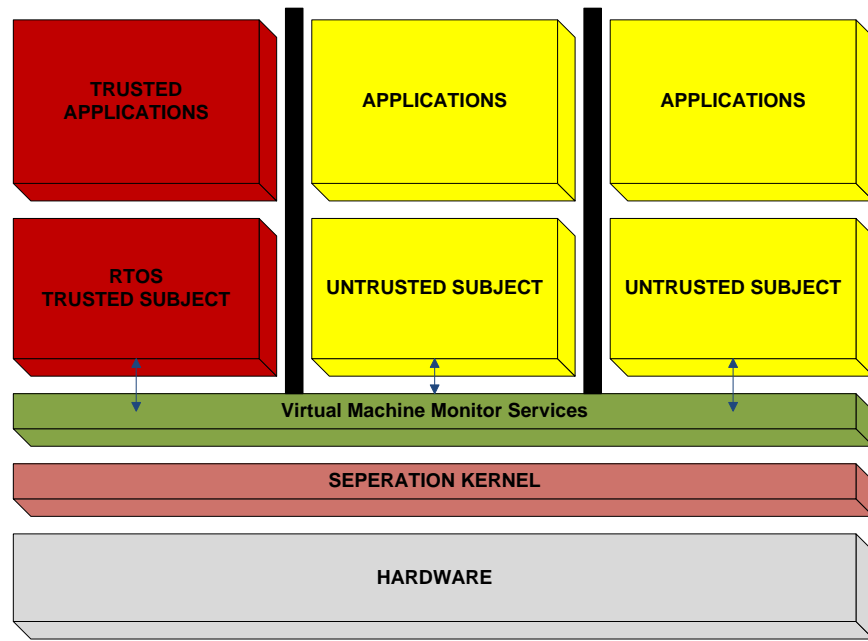 TRUSTED
APPLICATIONS
APPLICATIONS
APPLICATIONS
RTOS
TRUSTED SUBJECT
UNTRUSTED SUBJECT
UNTRUSTED SUBJECT
Virtual Machine Monitor Services
SEPERATION KERNEL
HARDWARE